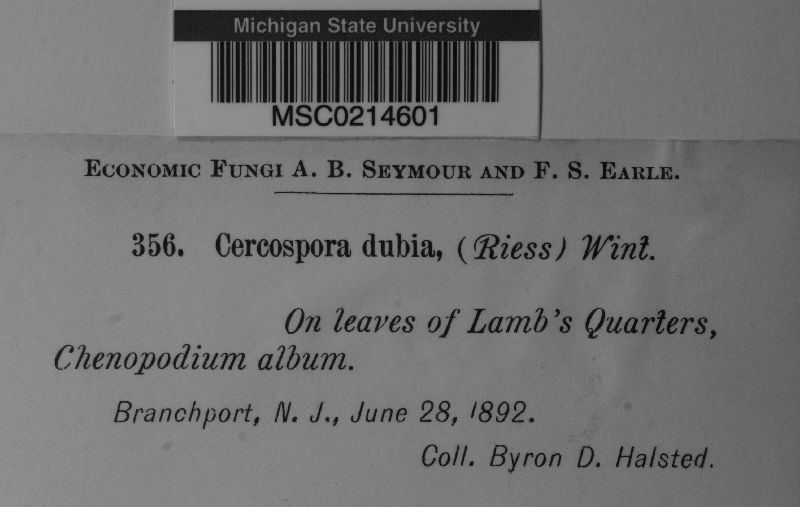 Michigan State University
MSC0214601
Economic Fungi A. B. Seymour and F. S. Earle.
356. Cercospora dubia, (Riess) Wint.
On leaves of Lamb's Quarters,
Chenopodium album.
Branchport, N. J., June 28, 1892.
Coll. Byron D. Halsted.